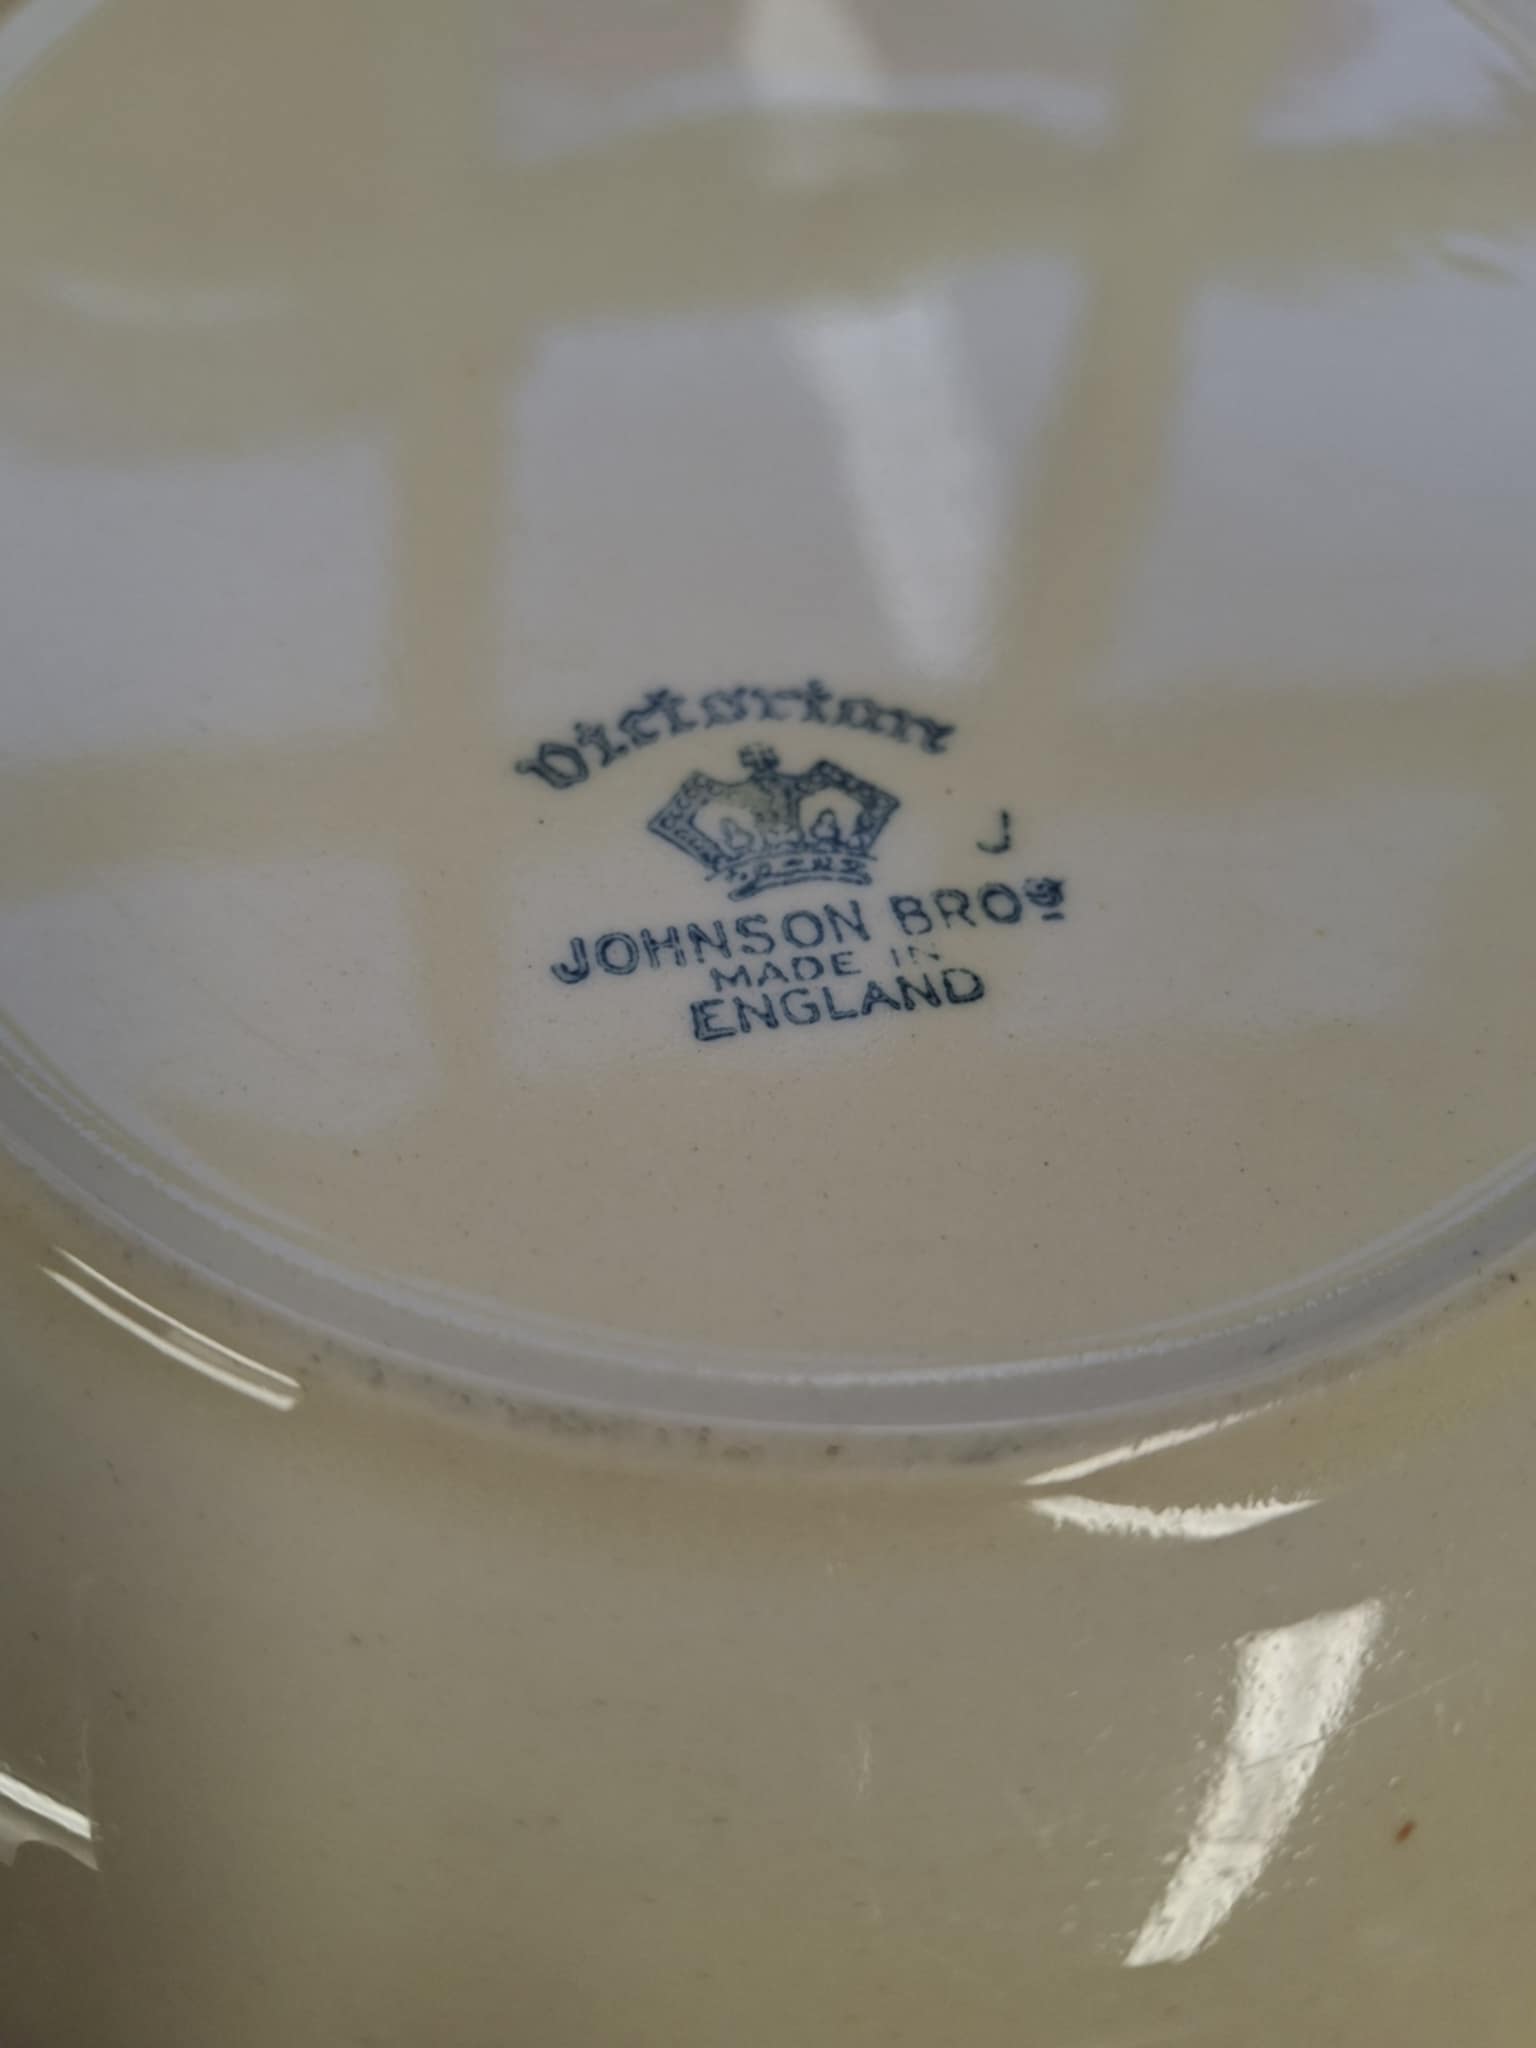 Victorian
J
JOHNSON BROS
MADE IN
ENGLAND